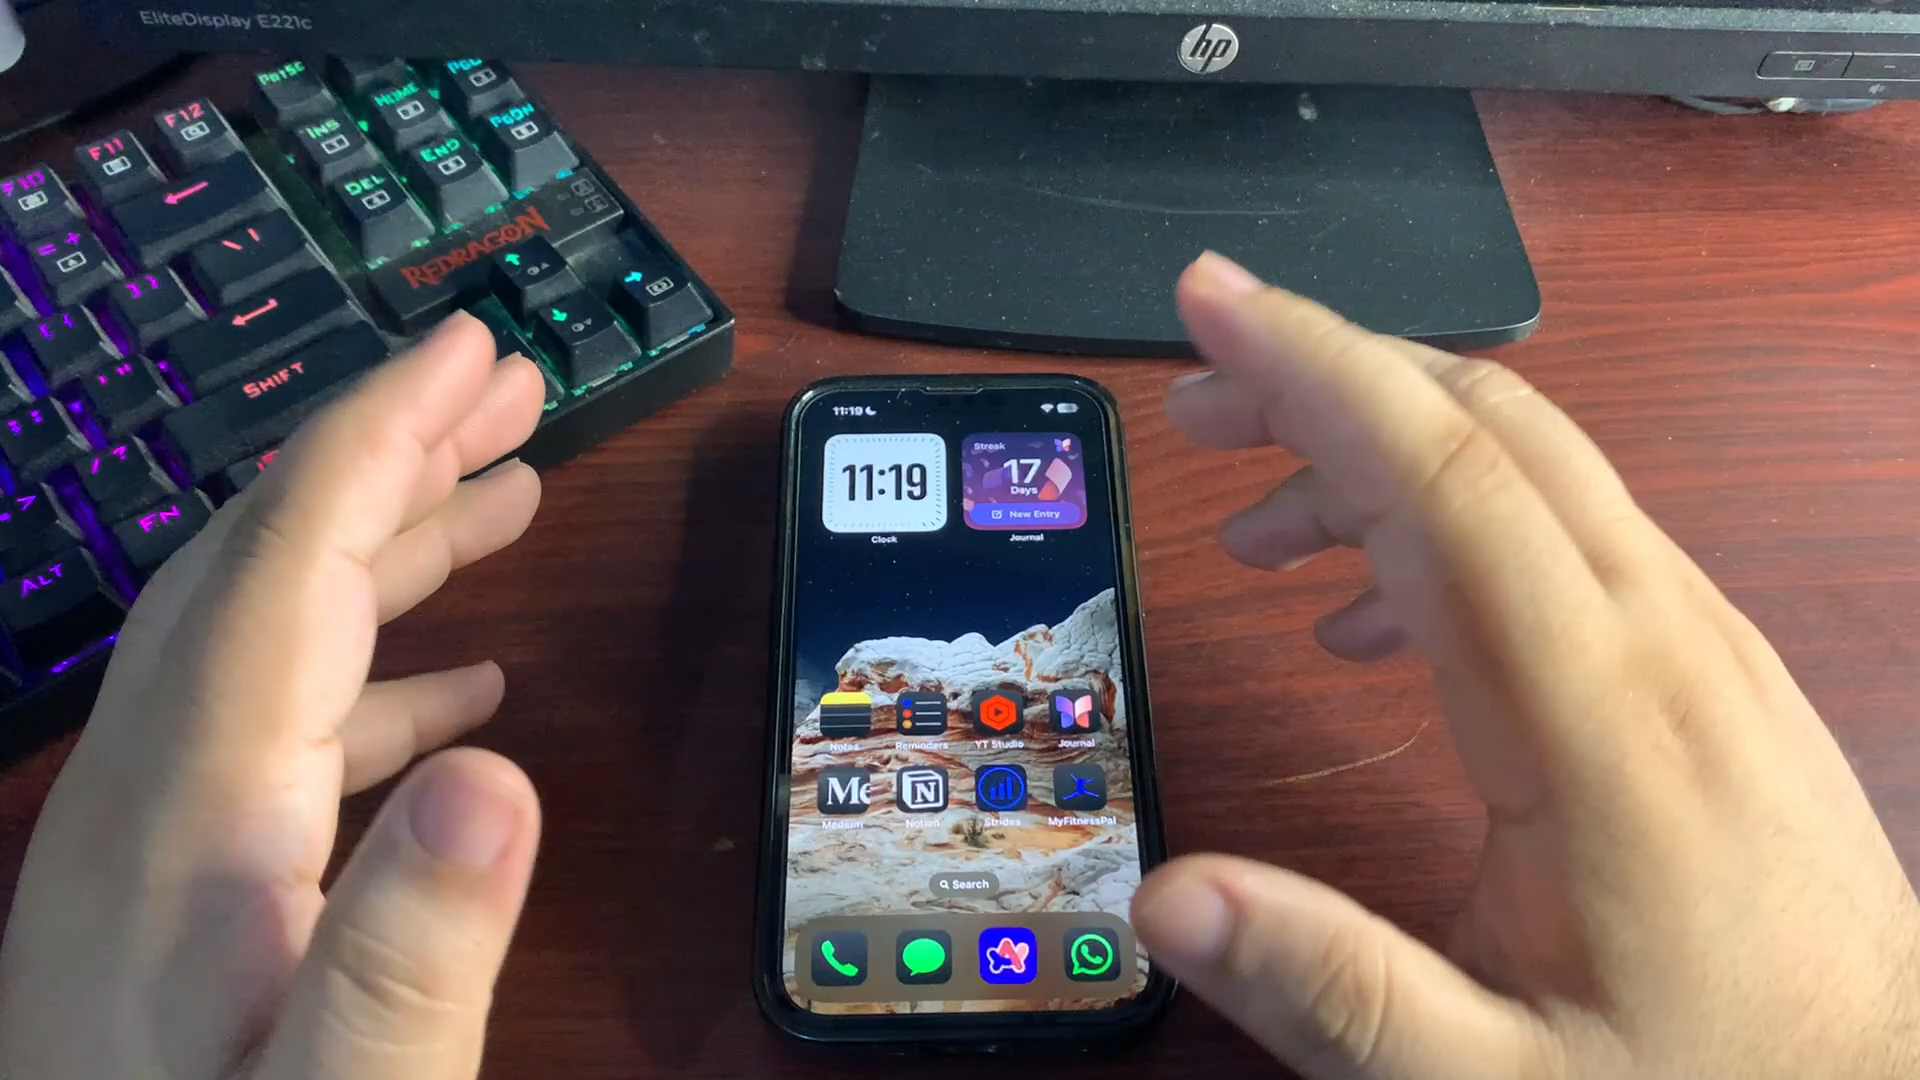 EliteDisplay E221c
hp
PRTSC
F12
F11
F10
INS
HOME
PGDN
END
DEL
REDRAGON
= +
\ |
] }
[ {
" '
/ ?
SHIFT
FN
ALT
11:19
11:19
Clock
Streak
17
Days
New Entry
Journal
Notes
Reminders
YT Studio
Journal
Me
Medium
N
Notion
Strides
MyFitnessPal
Search